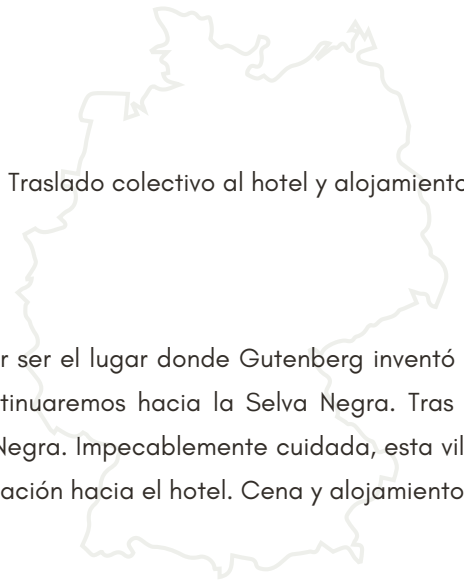 Traslado colectivo al hotel y alojamiento
r ser el lugar donde Gutenberg inventó
tinuaremos hacia la Selva Negra. Tras
Negra. Impecablemente cuidada, esta vil
ación hacia el hotel. Cena y alojamiento